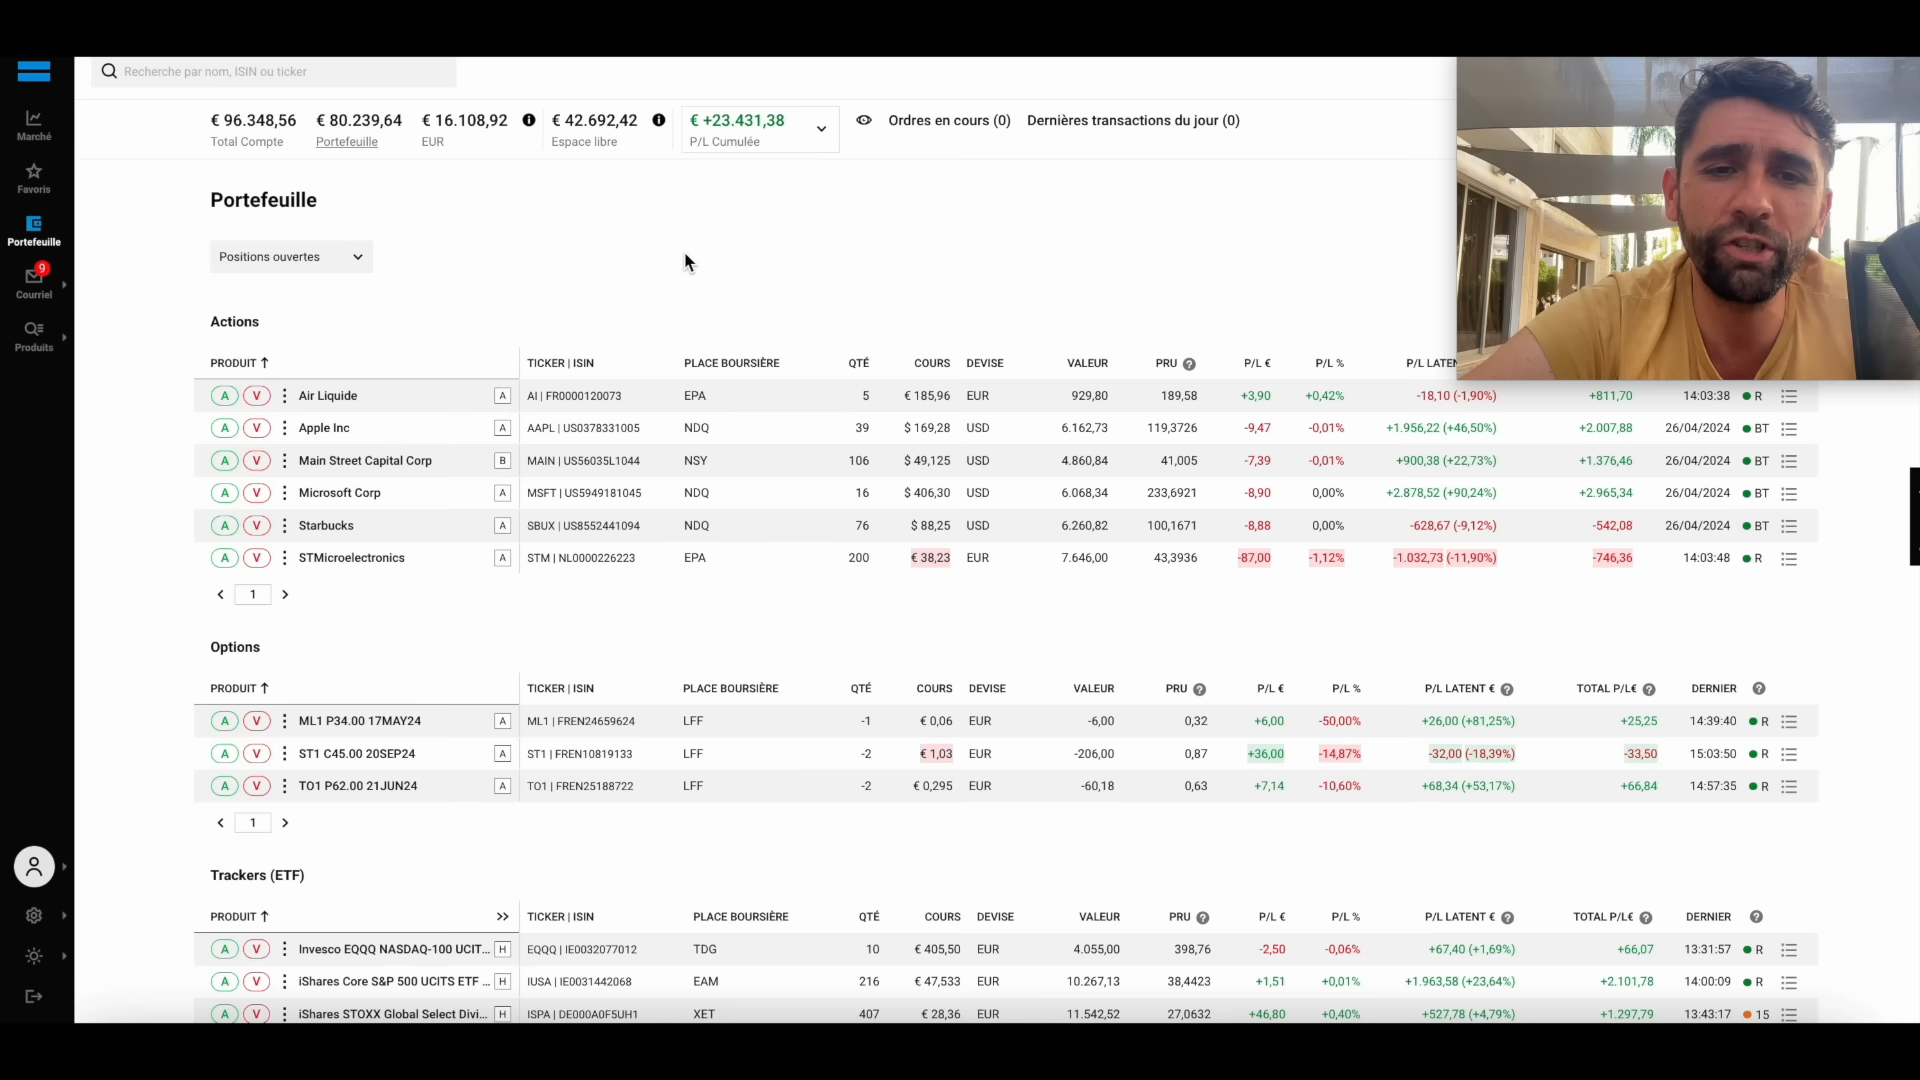 Recherche par nom, ISIN ou ticker
€ 96.348,56 € 80.239,64 € 16.108,92 € 42.692,42 € +23.431,38 Ordres en cours (0) Dernières transactions du jour (0)
Total Compte Portefeuille EUR Espace libre P/L Cumulée
Marché
Favoris
Portefeuille
9
Courriel
Produits
Portefeuille
Positions ouvertes
Actions
PRODUIT TICKER | ISIN PLACE BOURSIÈRE QTÉ COURS DEVISE VALEUR PRU ? P/L € P/L %
A V Air Liquide A AI | FR0000120073 EPA 5 € 185,96 EUR 929,80 189,58 +3,90 +0,42% -18,10 (-1,90%) +811,70 14:03:38 R
A V Apple Inc A AAPL | US0378331005 NDQ 39 $ 169,28 USD 6.162,73 119,3726 -9,47 -0,01% +1.956,22 (+46,50%) +2.007,88 26/04/2024 BT
A V Main Street Capital Corp B MAIN | US56035L1044 NSY 106 $ 49,125 USD 4.860,84 41,005 -7,39 -0,01% +900,38 (+22,73%) +1.376,46 26/04/2024 BT
A V Microsoft Corp A MSFT | US5949181045 NDQ 16 $ 406,30 USD 6.068,34 233,6921 -8,90 0,00% +2.878,52 (+90,24%) +2.965,34 26/04/2024 BT
A V Starbucks A SBUX | US8552441094 NDQ 76 $ 88,25 USD 6.260,82 100,1671 -8,88 0,00% -628,67 (-9,12%) -542,08 26/04/2024 BT
A V STMicroelectronics A STM | NL0000226223 EPA 200 € 38,23 EUR 7.646,00 43,3936 -87,00 -1,12% -1.032,73 (-11,90%) -746,36 14:03:48 R
1
Options
PRODUIT TICKER | ISIN PLACE BOURSIÈRE QTÉ COURS DEVISE VALEUR PRU ? P/L € P/L % P/L LATENT € ? TOTAL P/L€ ? DERNIER ?
A V ML1 P34.00 17MAY24 A ML1 | FREN24659624 LFF -1 € 0,06 EUR -6,00 0,32 +6,00 -50,00% +26,00 (+81,25%) +25,25 14:39:40 R
A V ST1 C45.00 20SEP24 A ST1 | FREN10819133 LFF -2 € 1,03 EUR -206,00 0,87 +36,00 -14,87% -32,00 (-18,39%) -33,50 15:03:50 R
A V TO1 P62.00 21JUN24 A TO1 | FREN25188722 LFF -2 € 0,295 EUR -60,18 0,63 +7,14 -10,60% +68,34 (+53,17%) +66,84 14:57:35 R
1
Trackers (ETF)
PRODUIT TICKER | ISIN PLACE BOURSIÈRE QTÉ COURS DEVISE VALEUR PRU ? P/L € P/L % P/L LATENT € ? TOTAL P/L€ ? DERNIER ?
A V Invesco EQQQ NASDAQ-100 UCIT... H EQQQ | IE0032077012 TDG 10 € 405,50 EUR 4.055,00 398,76 -2,50 -0,06% +67,40 (+1,69%) +66,07 13:31:57 R
A V iShares Core S&P 500 UCITS ETF ... H IUSA | IE0031442068 EAM 216 € 47,533 EUR 10.267,13 38,4423 +1,51 +0,01% +1.963,58 (+23,64%) +2.101,78 14:00:09 R
A V iShares STOXX Global Select Divi... H ISPA | DE000A0F5UH1 XET 407 € 28,36 EUR 11.542,52 27,0632 +46,80 +0,40% +527,78 (+4,79%) +1.297,79 13:43:17 15